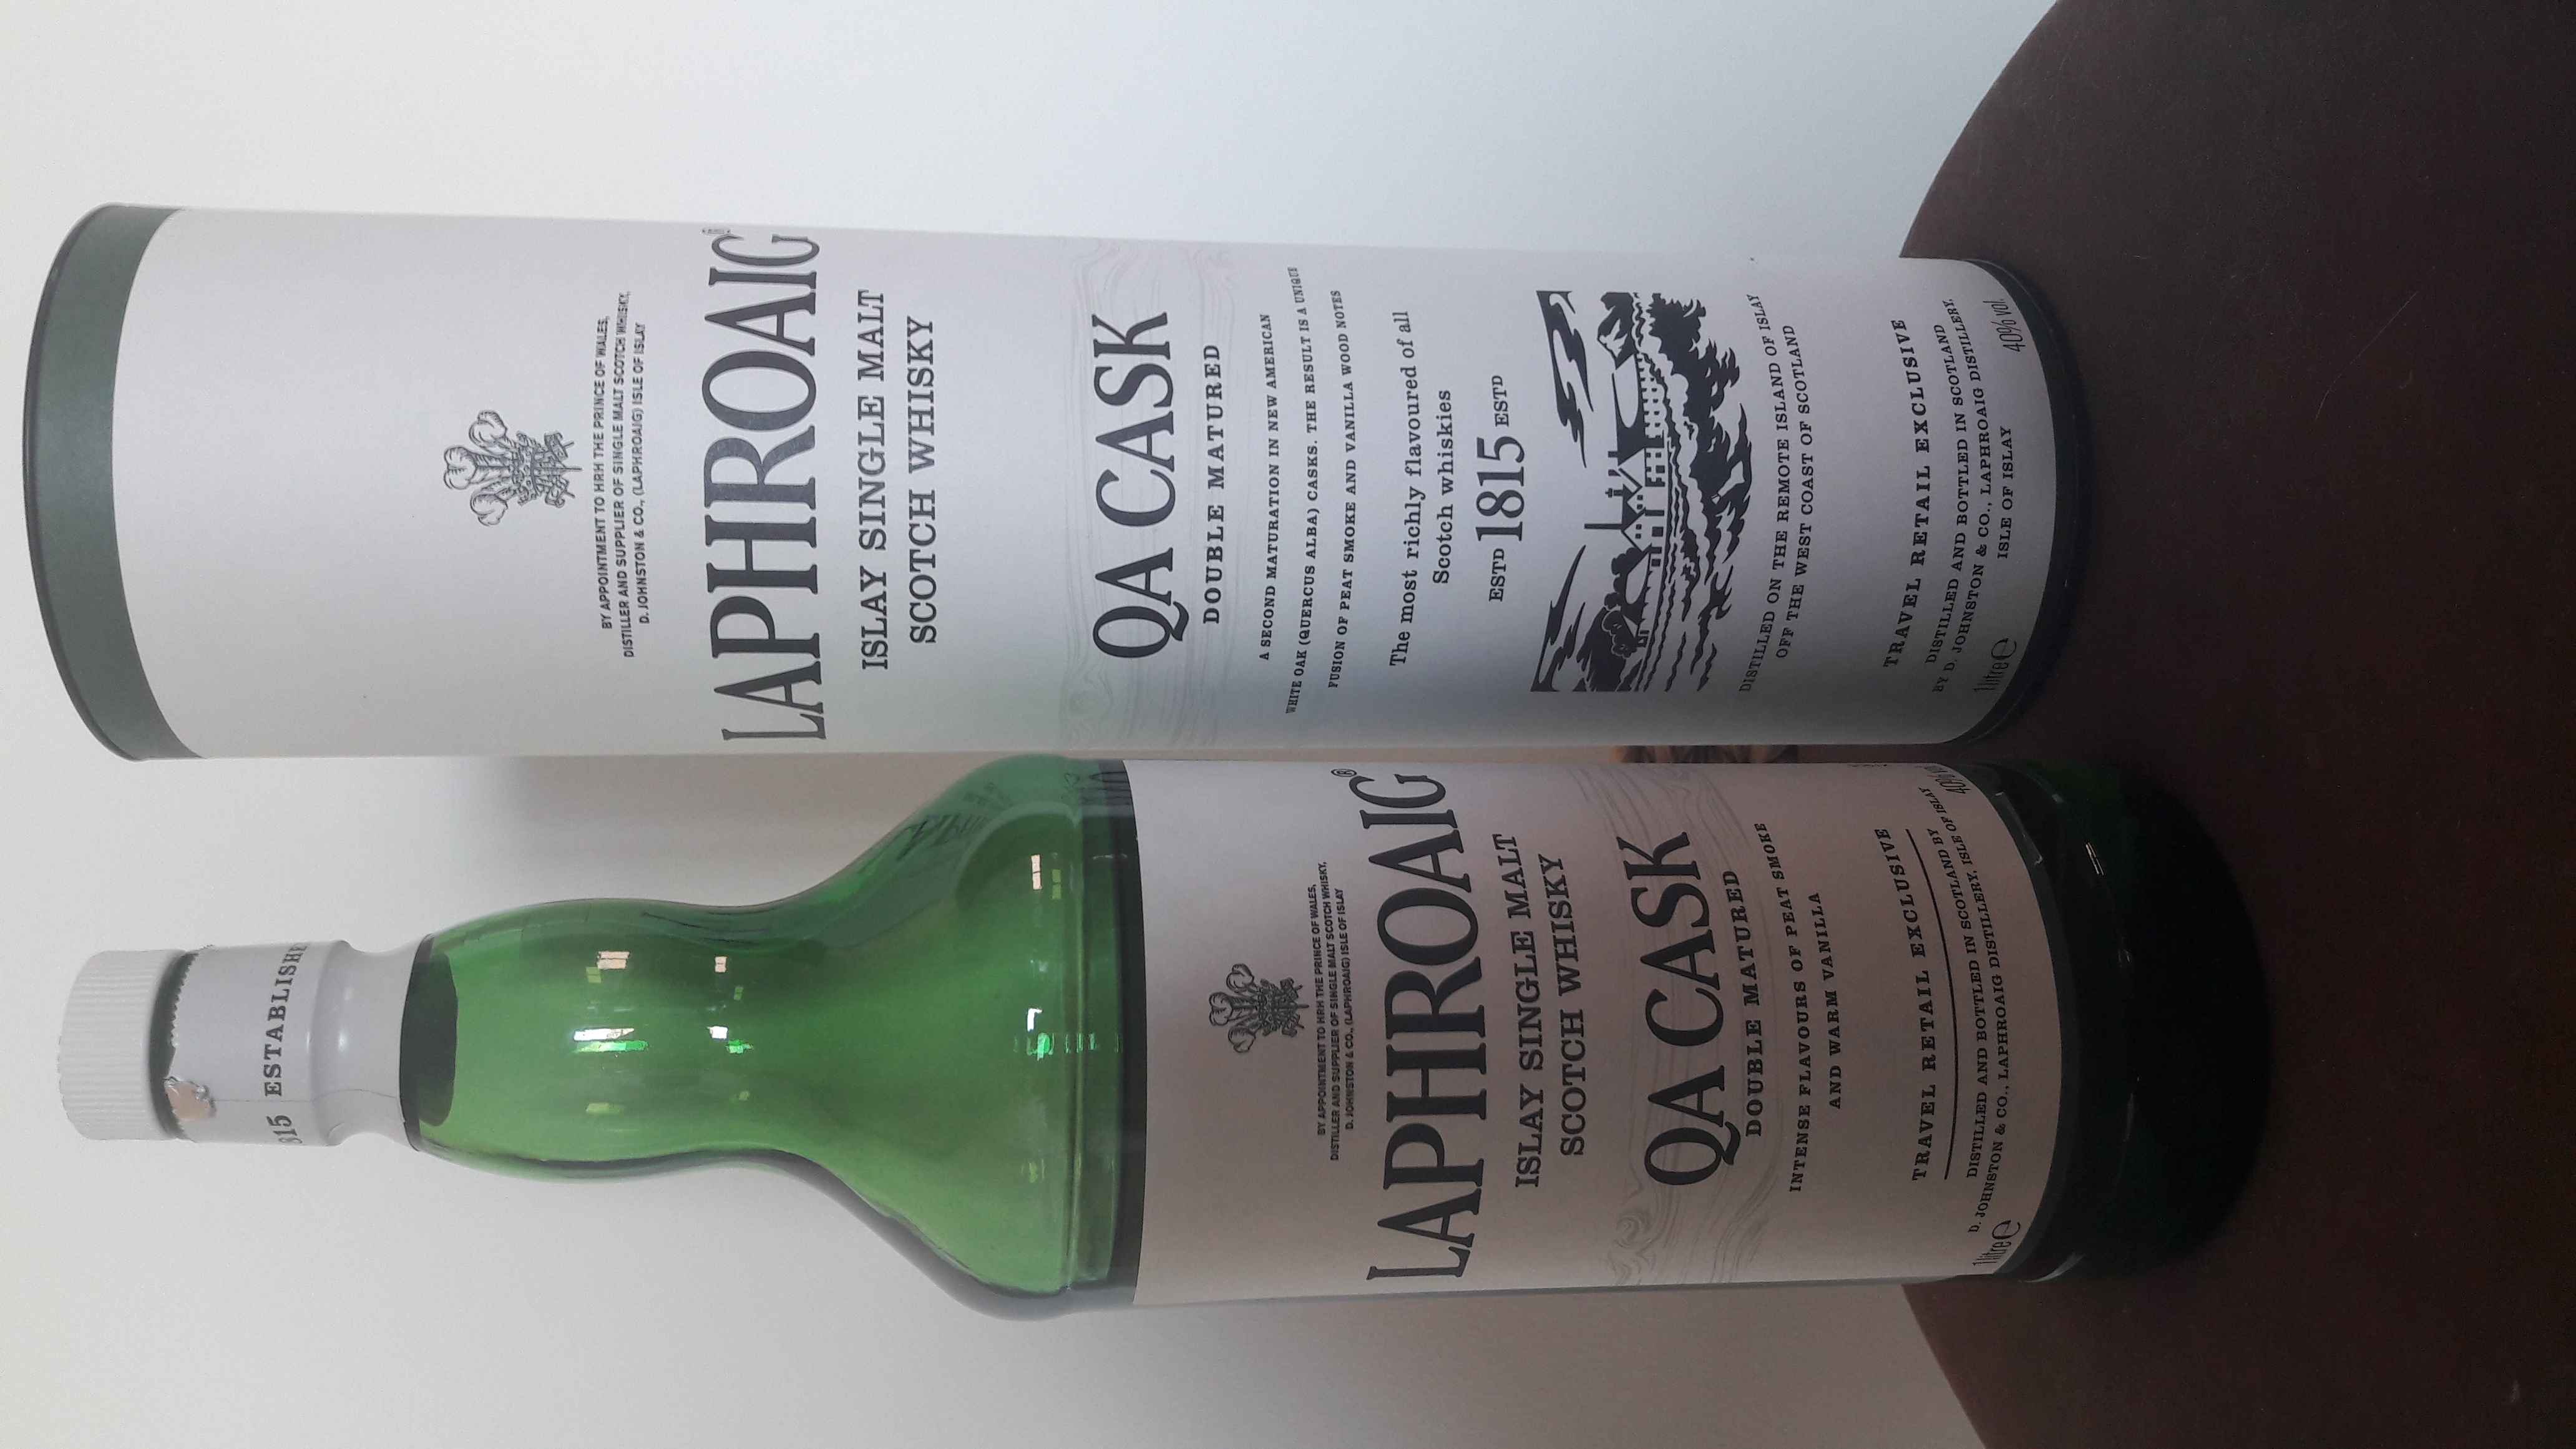 815 ESTABLISHE
BY APPOINTMENT TO HRH THE PRINCE OF WALES,
DISTILLER AND SUPPLIER OF SINGLE MALT SCOTCH WHISKY,
D. JOHNSTON & CO., (LAPHROAIG) ISLE OF ISLAY
LAPHROAIG®
ISLAY SINGLE MALT
SCOTCH WHISKY
QA CASK
DOUBLE MATURED
INTENSE FLAVOURS OF PEAT SMOKE
AND WARM VANILLA
TRAVEL RETAIL EXCLUSIVE
DISTILLED AND BOTTLED IN SCOTLAND BY
D. JOHNSTON & CO., LAPHROAIG DISTILLERY, ISLE OF ISLAY
1litre℮ 40% vol
BY APPOINTMENT TO HRH THE PRINCE OF WALES,
DISTILLER AND SUPPLIER OF SINGLE MALT SCOTCH WHISKY,
D. JOHNSTON & CO., (LAPHROAIG) ISLE OF ISLAY
LAPHROAIG®
ISLAY SINGLE MALT
SCOTCH WHISKY
QA CASK
DOUBLE MATURED
A SECOND MATURATION IN NEW AMERICAN
WHITE OAK (QUERCUS ALBA) CASKS. THE RESULT IS A UNIQUE
FUSION OF PEAT SMOKE AND VANILLA WOOD NOTES
The most richly flavoured of all
Scotch whiskies
ESTD 1815 ESTD
DISTILLED ON THE REMOTE ISLAND OF ISLAY
OFF THE WEST COAST OF SCOTLAND
TRAVEL RETAIL EXCLUSIVE
DISTILLED AND BOTTLED IN SCOTLAND
BY D. JOHNSTON & CO., LAPHROAIG DISTILLERY,
ISLE OF ISLAY
1litre℮ 40% vol.